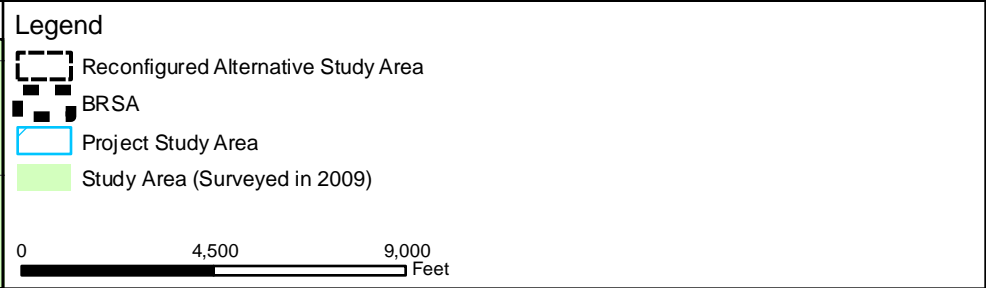 Legend
Reconfigured Alternative Study Area
BRSA
Project Study Area
Study Area (Surveyed in 2009)
0 4,500 9,000
Feet